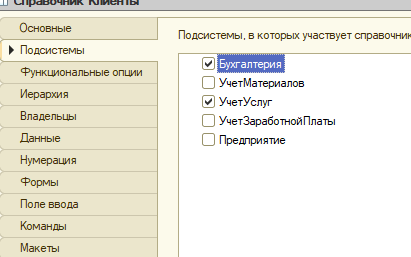 Справочник Клиенты
Основные
Подсистемы
Функциональные опции
Иерархия
Владельцы
Данные
Нумерация
Формы
Поле ввода
Команды
Макеты
Подсистемы, в которых участвует справочник
Бухгалтерия
УчетМатериалов
УчетУслуг
УчетЗаработнойПлаты
Предприятие